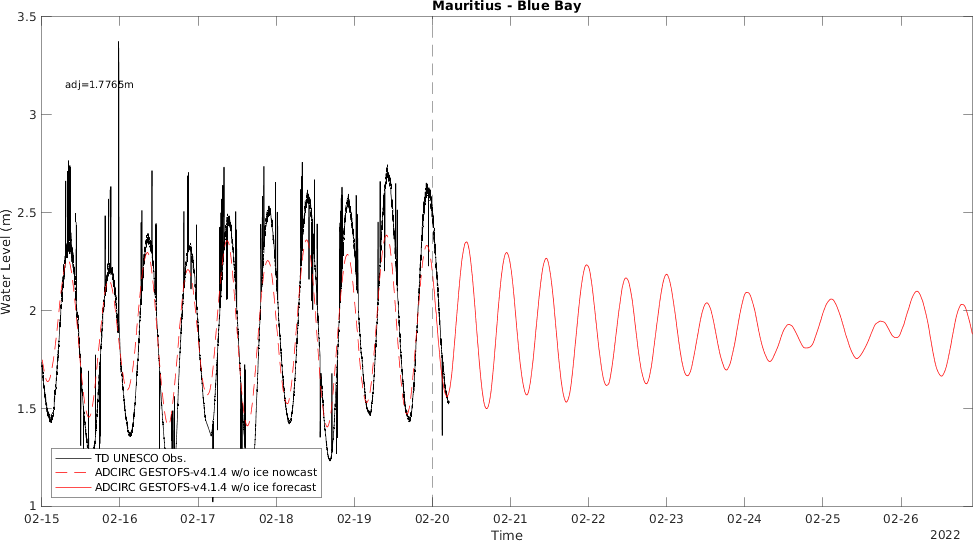 Mauritius - Blue Bay
3.5
3
2.5
2
1.5
1
Water Level (m)
adj=1.7765m
TD UNESCO Obs.
ADCIRC GESTOFS-v4.1.4 w/o ice nowcast
ADCIRC GESTOFS-v4.1.4 w/o ice forecast
02-15 02-16 02-17 02-18 02-19 02-20 02-21 02-22 02-23 02-24 02-25 02-26
Time
2022